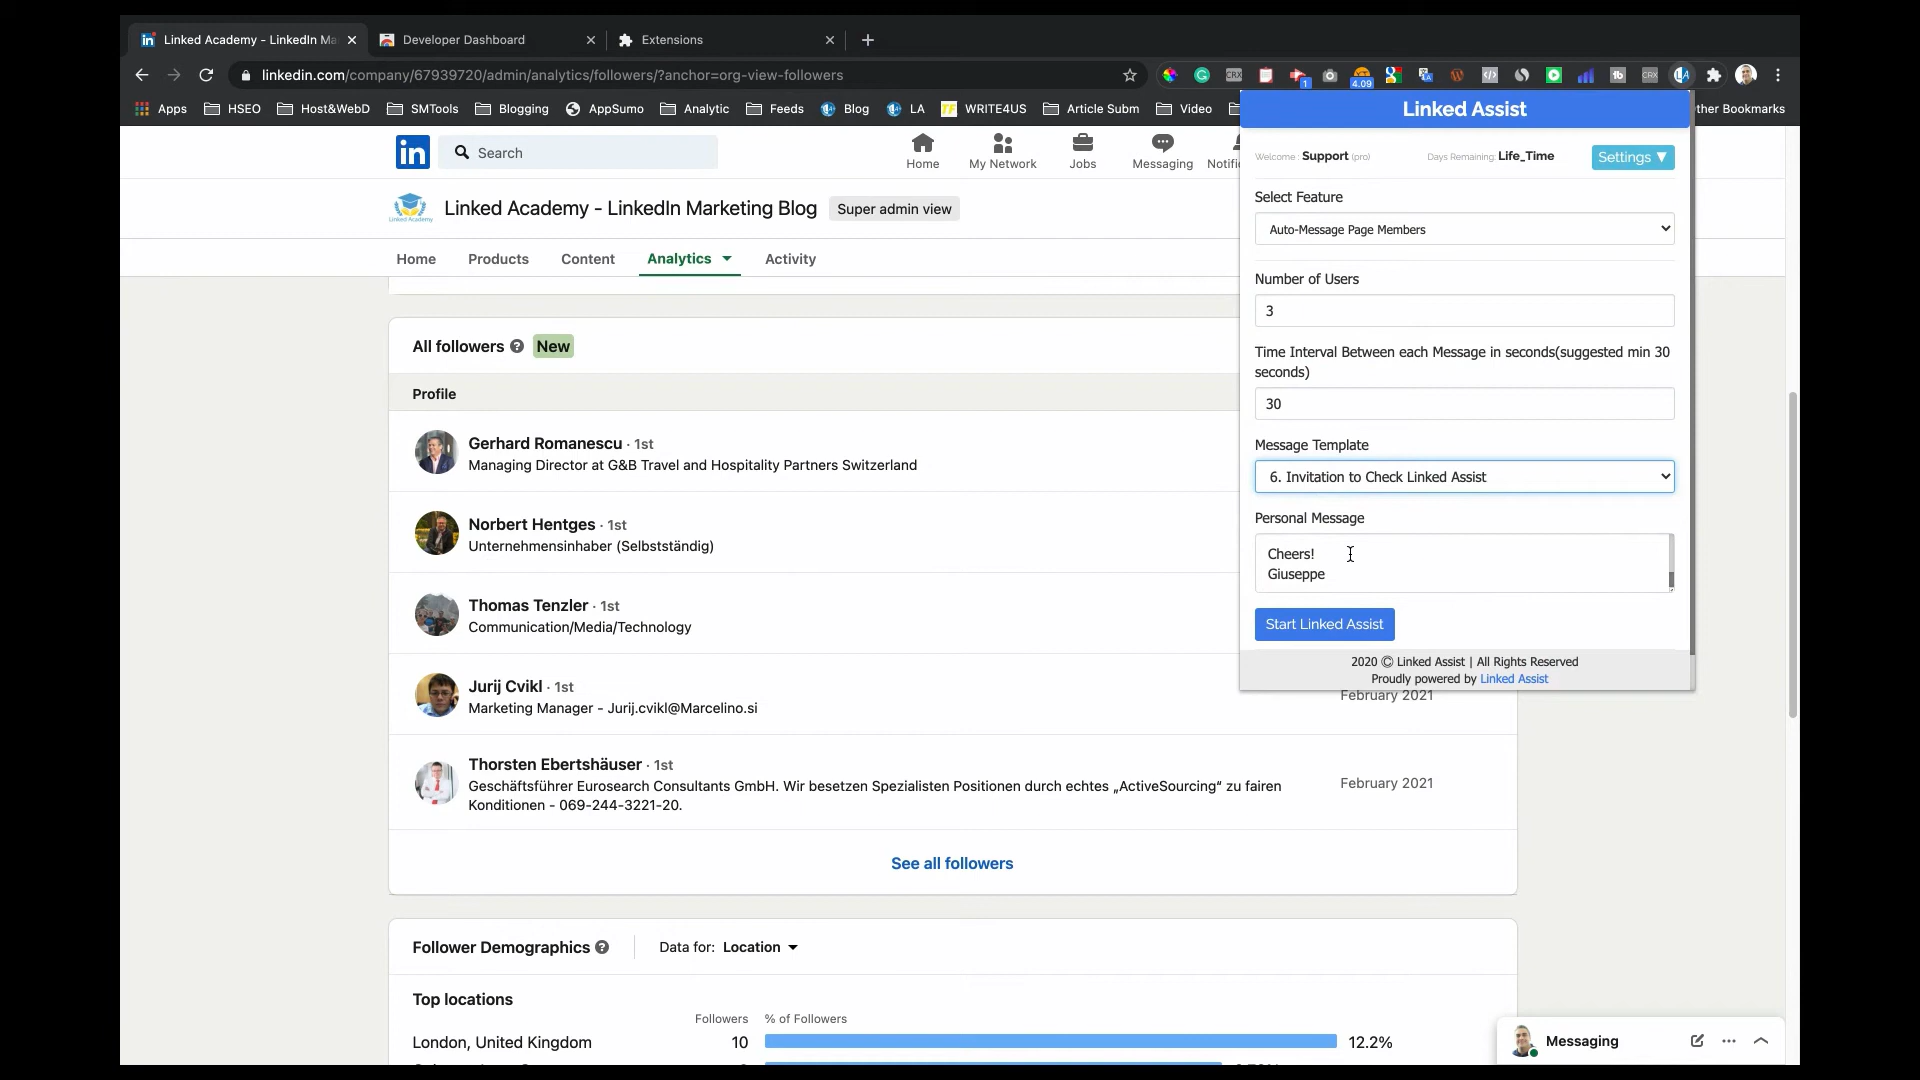 Linked Academy - LinkedIn Ma
Developer Dashboard
Extensions
linkedin.com/company/67939720/admin/analytics/followers/?anchor=org-view-followers
CRX
1
4.09
tb
CRX
LA
Apps
HSEO
Host&WebD
SMTools
Blogging
AppSumo
Analytic
Feeds
Blog
LA
WRITE4US
Article Subm
Video
ther Bookmarks
in
Search
Home
My Network
Jobs
Messaging
Notifi
Linked Academy
Linked Academy - LinkedIn Marketing Blog
Super admin view
Home
Products
Content
Analytics
Activity
All followers
New
Profile
Gerhard Romanescu · 1st
Managing Director at G&B Travel and Hospitality Partners Switzerland
Norbert Hentges · 1st
Unternehmensinhaber (Selbstständig)
Thomas Tenzler · 1st
Communication/Media/Technology
Jurij Cvikl · 1st
Marketing Manager - Jurij.cvikl@Marcelino.si
February 2021
Thorsten Ebertshäuser · 1st
Geschäftsführer Eurosearch Consultants GmbH. Wir besetzen Spezialisten Positionen durch echtes „ActiveSourcing“ zu fairen
Konditionen - 069-244-3221-20.
February 2021
See all followers
Follower Demographics
Data for: Location
Top locations
Followers
% of Followers
London, United Kingdom
10
12.2%
Linked Assist
Welcome : Support (pro)
Days Remaining: Life_Time
Settings ▼
Select Feature
Auto-Message Page Members
Number of Users
3
Time Interval Between each Message in seconds(suggested min 30
seconds)
30
Message Template
6. Invitation to Check Linked Assist
Personal Message
Cheers!
Giuseppe
Start Linked Assist
2020 © Linked Assist | All Rights Reserved
Proudly powered by Linked Assist
Messaging